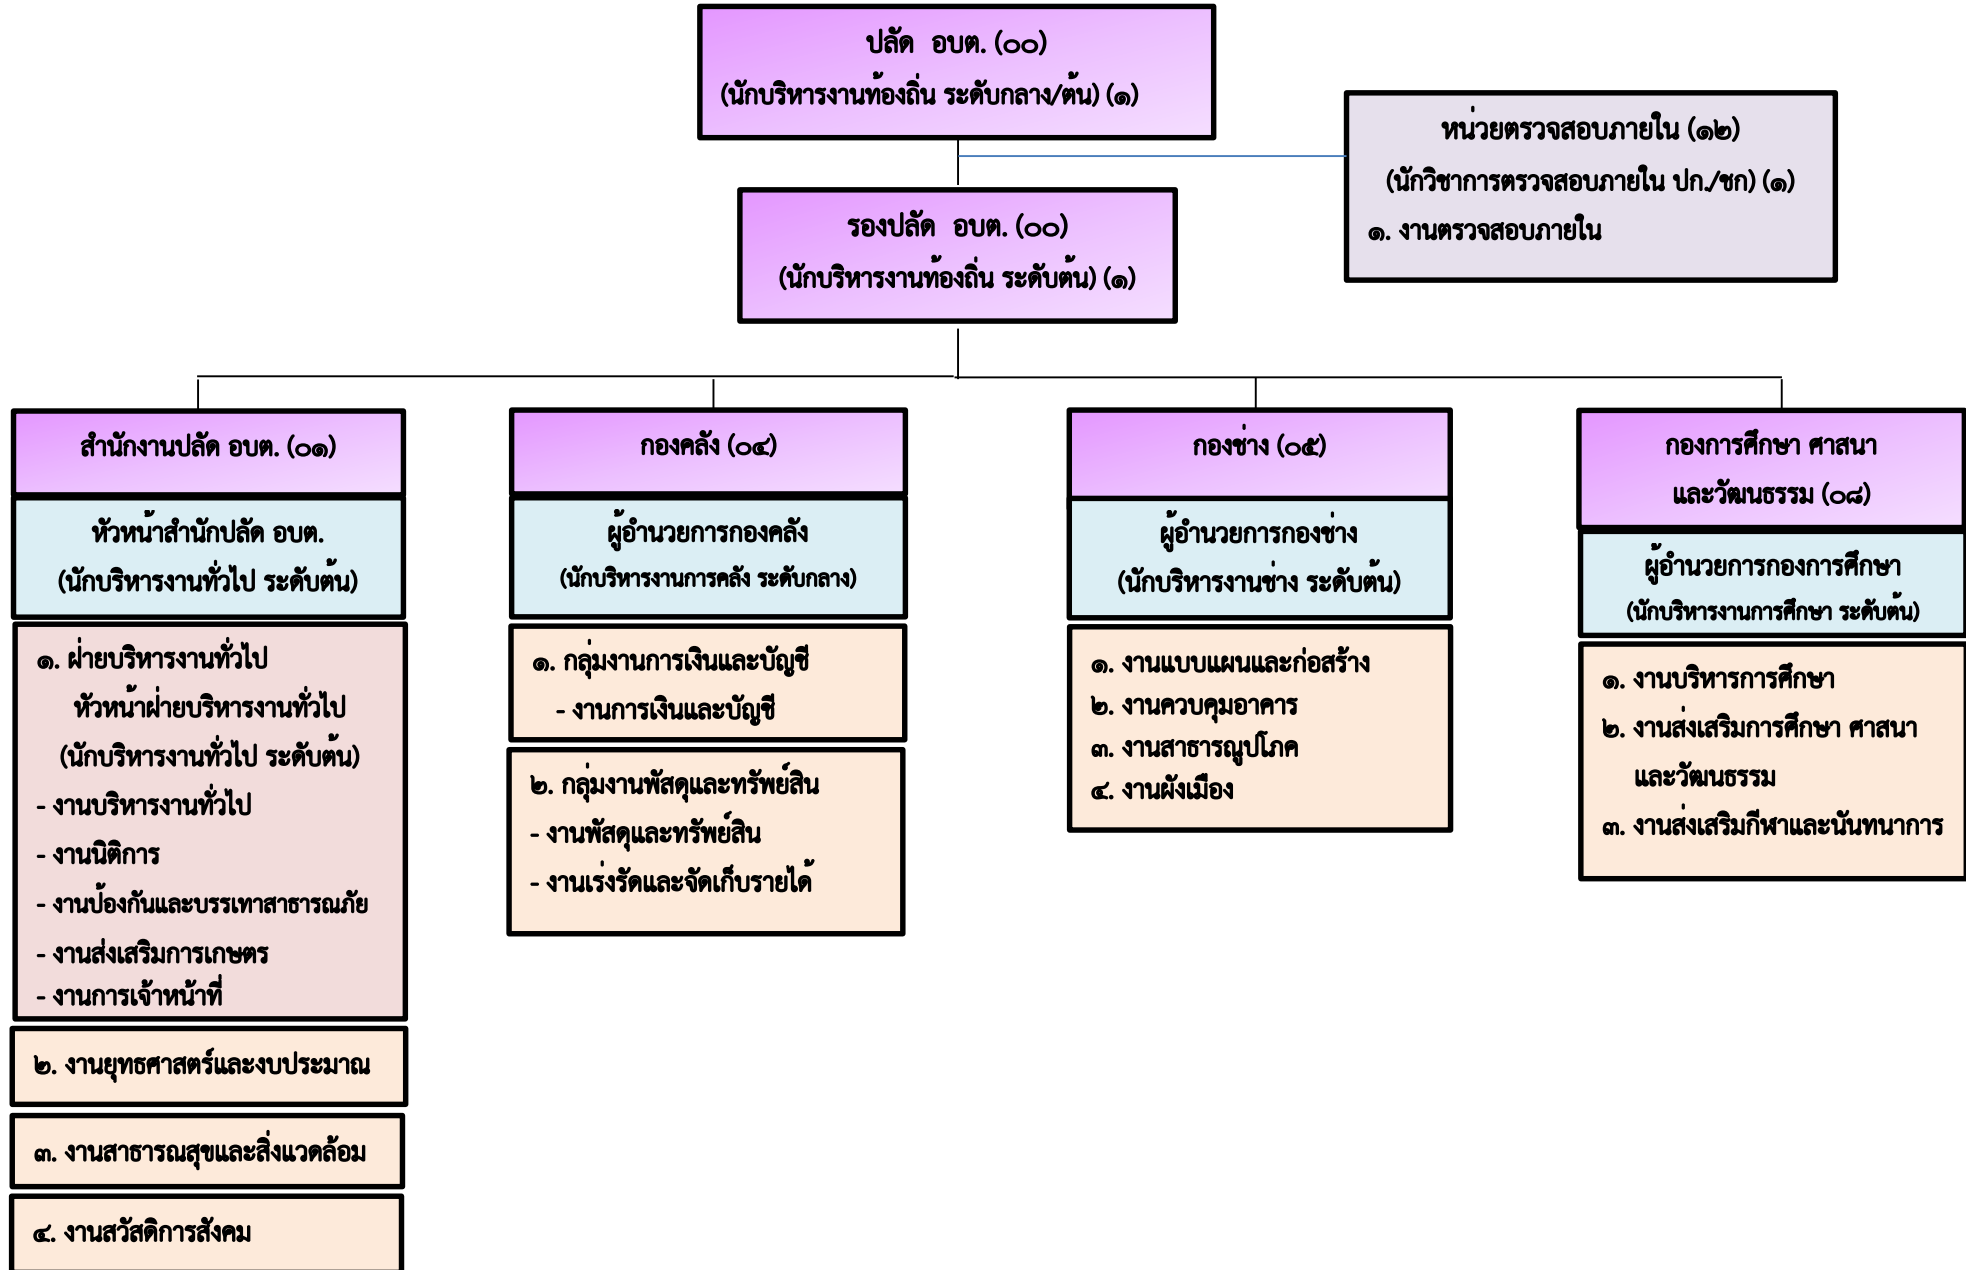 ปลัด  อบต. (๐๐)
(นักบริหารงานท้องถิ่น ระดับกลาง/ต้น) (๑)
หน่วยตรวจสอบภายใน (๑๒)
(นักวิชาการตรวจสอบภายใน ปก./ชก) (๑)
๑. งานตรวจสอบภายใน
รองปลัด  อบต. (๐๐)
(นักบริหารงานท้องถิ่น ระดับต้น) (๑)
สำนักงานปลัด อบต. (๐๑)
หัวหน้าสำนักปลัด อบต.
(นักบริหารงานทั่วไป ระดับต้น)
๑. ฝ่ายบริหารงานทั่วไป
หัวหน้าฝ่ายบริหารงานทั่วไป
(นักบริหารงานทั่วไป ระดับต้น)
- งานบริหารงานทั่วไป
- งานนิติการ
- งานป้องกันและบรรเทาสาธารณภัย
- งานส่งเสริมการเกษตร
- งานการเจ้าหน้าที่
๒. งานยุทธศาสตร์และงบประมาณ
๓. งานสาธารณสุขและสิ่งแวดล้อม
๔. งานสวัสดิการสังคม
กองคลัง (๐๔)
ผู้อำนวยการกองคลัง
(นักบริหารงานการคลัง ระดับกลาง)
๑. กลุ่มงานการเงินและบัญชี
- งานการเงินและบัญชี
๒. กลุ่มงานพัสดุและทรัพย์สิน
- งานพัสดุและทรัพย์สิน
- งานเร่งรัดและจัดเก็บรายได้
กองช่าง (๐๕)
ผู้อำนวยการกองช่าง
(นักบริหารงานช่าง ระดับต้น)
๑. งานแบบแผนและก่อสร้าง
๒. งานควบคุมอาคาร
๓. งานสาธารณูปโภค
๔. งานผังเมือง
กองการศึกษา ศาสนา
และวัฒนธรรม (๐๘)
ผู้อำนวยการกองการศึกษา
(นักบริหารงานการศึกษา ระดับต้น)
๑. งานบริหารการศึกษา
๒. งานส่งเสริมการศึกษา ศาสนา
และวัฒนธรรม
๓. งานส่งเสริมกีฬาและนันทนาการ